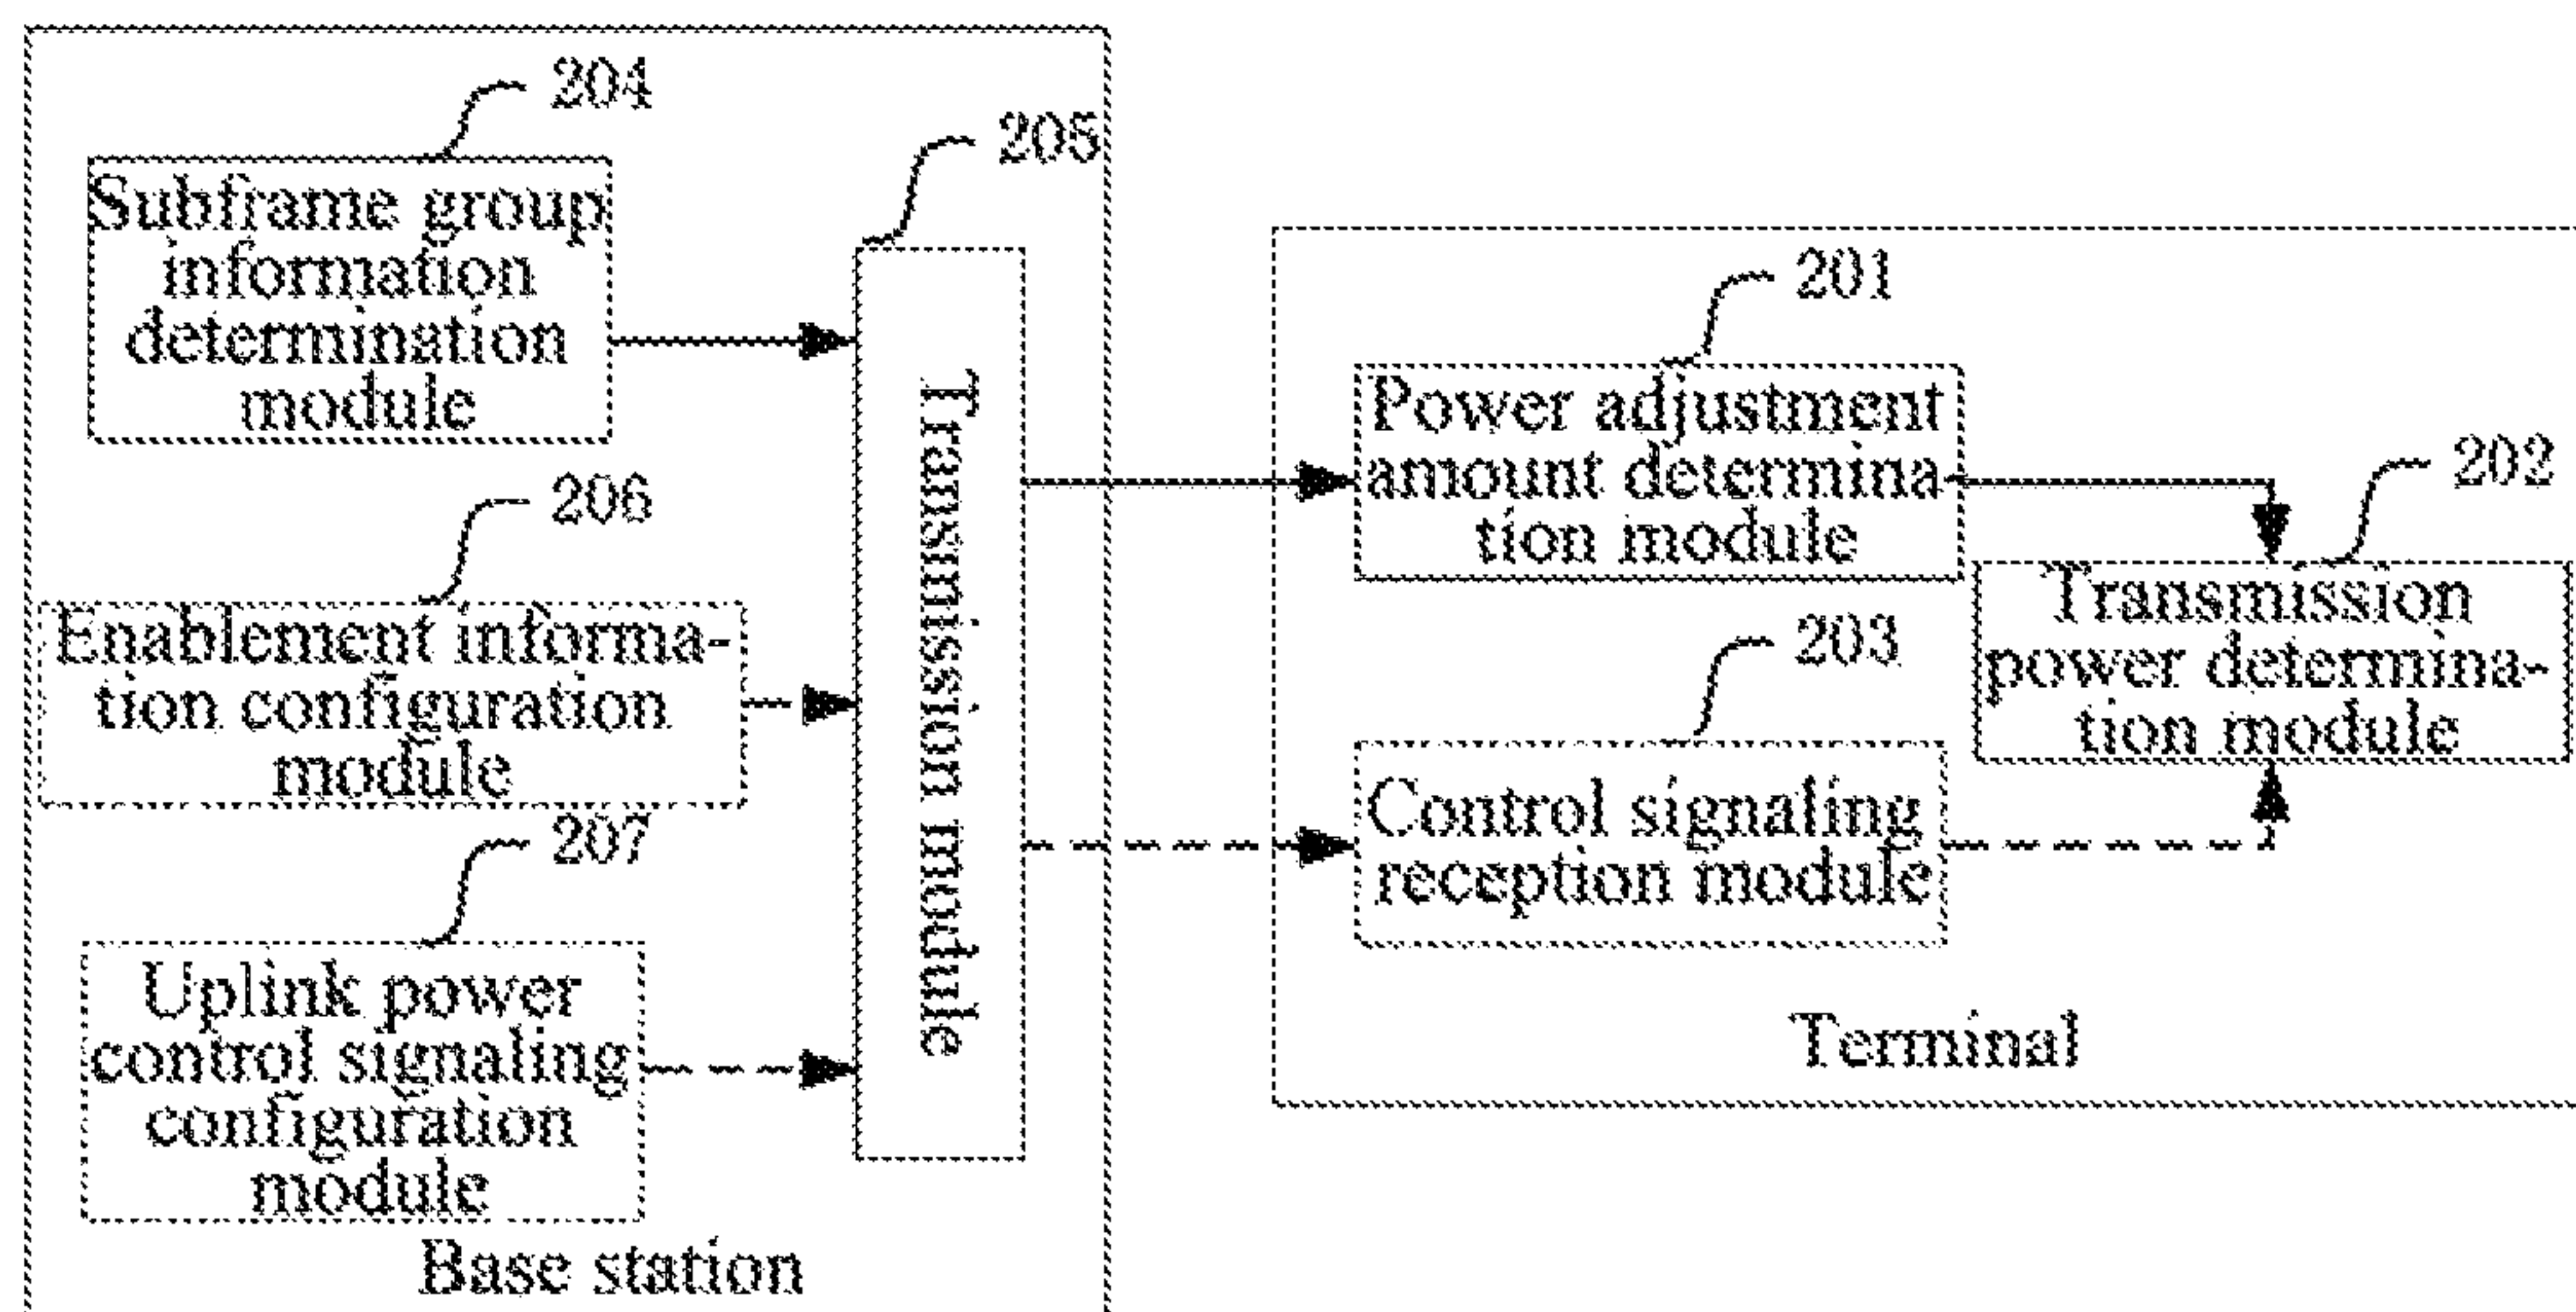 204
Subframe group
information
determination
module
205
206
Enablement informa-
tion configuration
module
207
Uplink power
control signaling
configuration
module
Transmission module
Base station
201
Power adjustment
amount determina-
tion module
202
Transmission
power determina-
tion module
203
Control signaling
reception module
Terminal